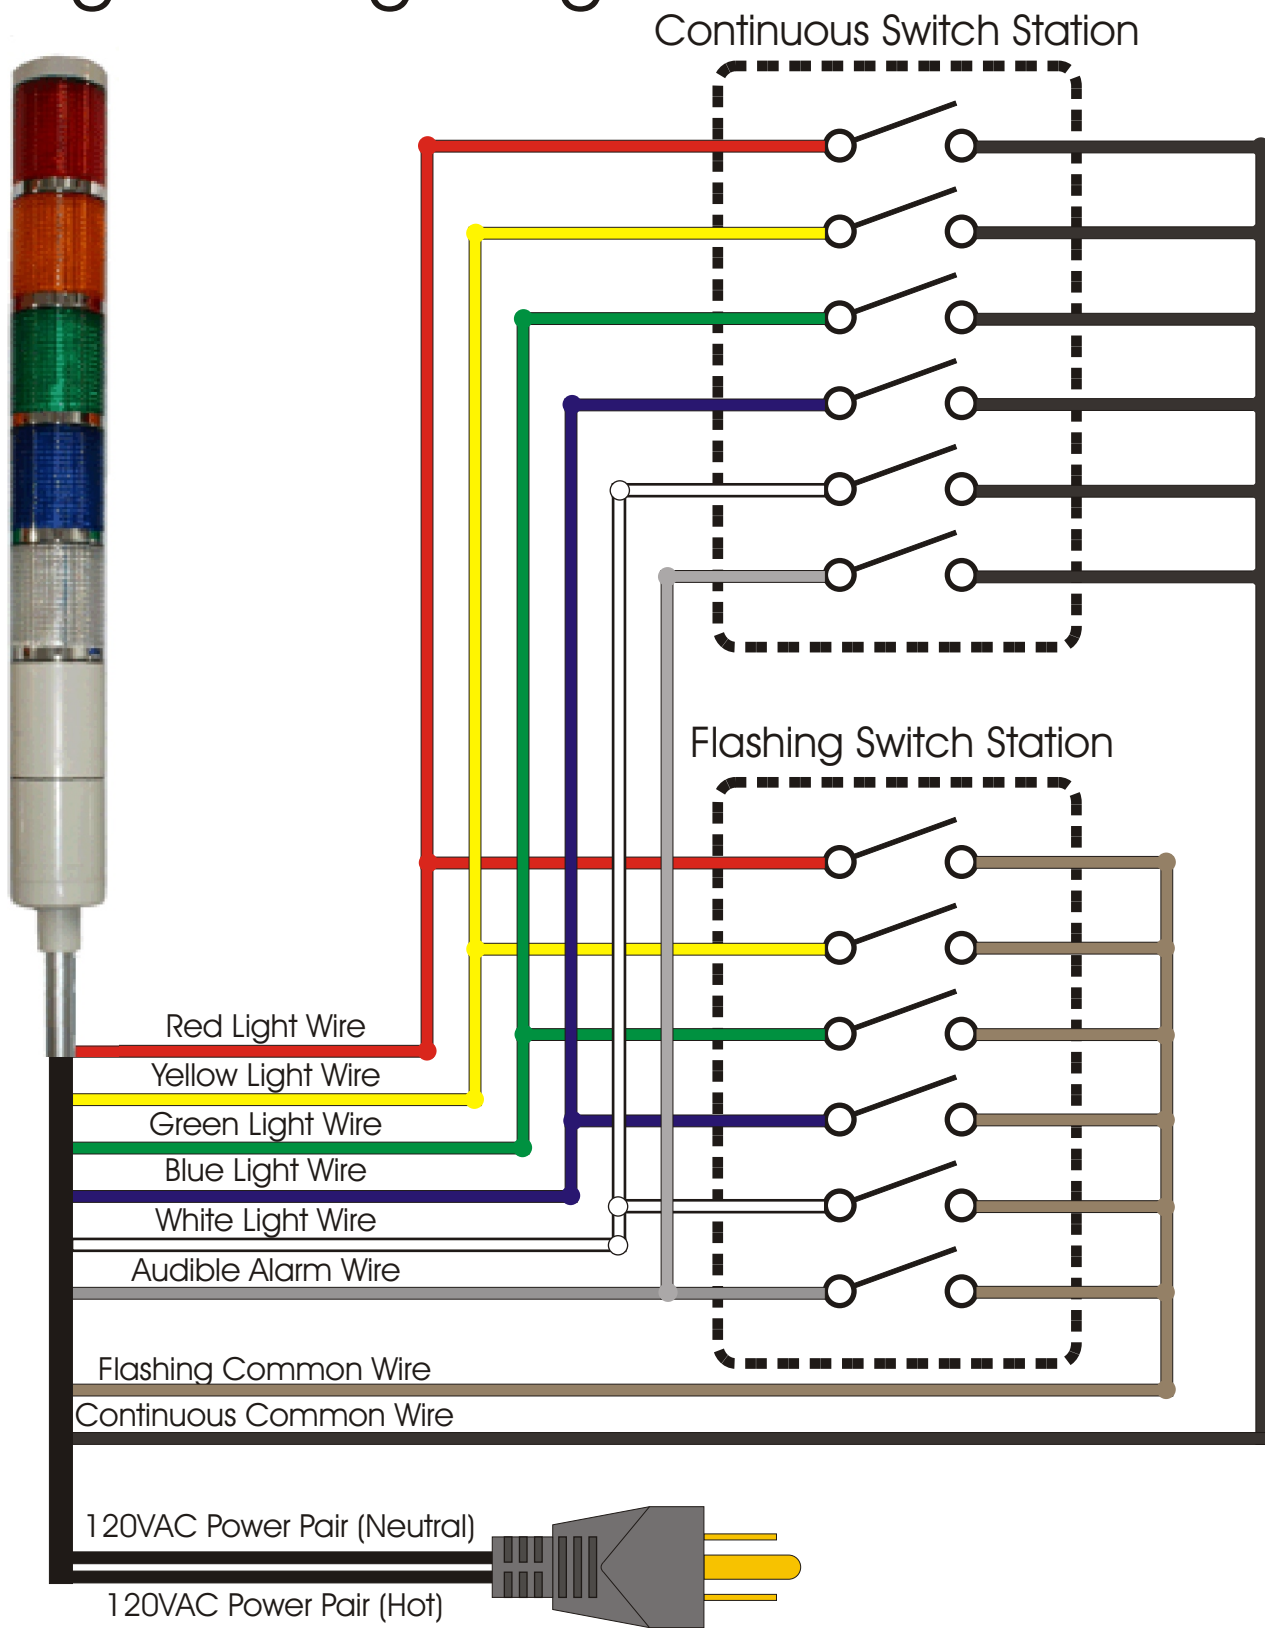 Continuous Switch Station
Flashing Switch Station
Red Light Wire
Yellow Light Wire
Green Light Wire
Blue Light Wire
White Light Wire
Audible Alarm Wire
Flashing Common Wire
Continuous Common Wire
120VAC Power Pair (Neutral)
120VAC Power Pair (Hot)